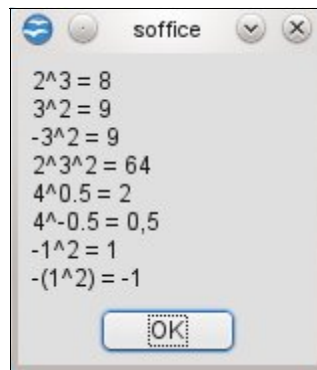 soffice
2^3 = 8
3^2 = 9
-3^2 = 9
2^3^2 = 64
4^0.5 = 2
4^-0.5 = 0,5
-1^2 = 1
-(1^2) = -1
OK